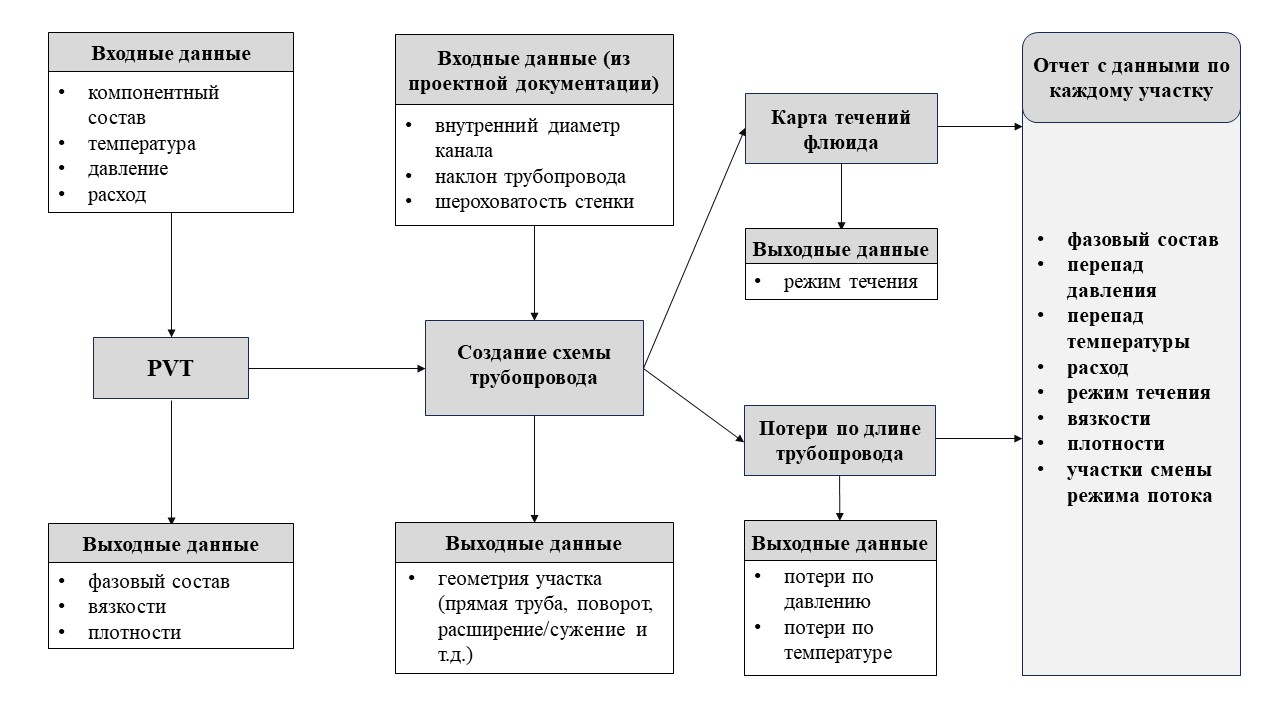 Входные данные
• компонентный
состав
• температура
• давление
• расход
PVT
Выходные данные
• фазовый состав
• вязкости
• плотности
Входные данные (из
проектной документации)
• внутренний диаметр
канала
• наклон трубопровода
• шероховатость стенки
Создание схемы
трубопровода
Выходные данные
• геометрия участка
(прямая труба, поворот,
расширение/сужение и
т.д.)
Карта течений
флюида
Выходные данные
• режим течения
Потери по длине
трубопровода
Выходные данные
• потери по
давлению
• потери по
температуре
Отчет с данными по
каждому участку
• фазовый состав
• перепад
давления
• перепад
температуры
• расход
• режим течения
• вязкости
• плотности
• участки смены
режима потока